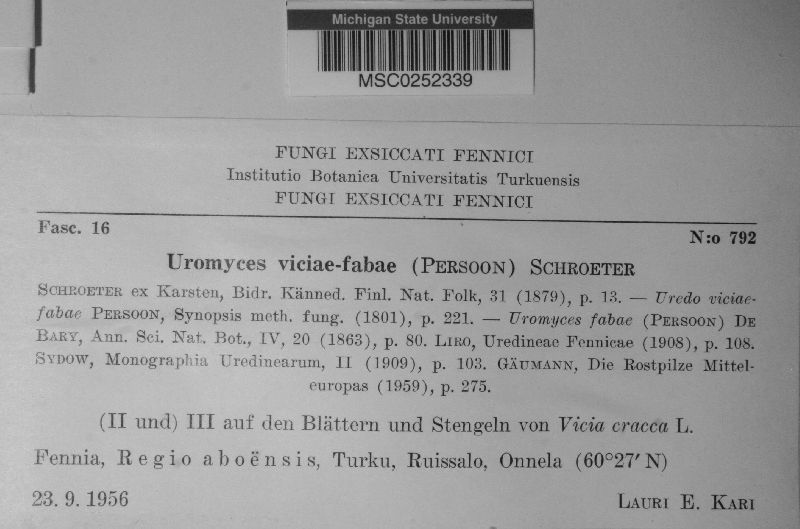 Michigan State University
MSC0252339
FUNGI EXSICCATI FENNICI
Institutio Botanica Universitatis Turkuensis
FUNGI EXSICCATI FENNICI
Fasc. 16 N:o 792
Uromyces viciae-fabae (PERSOON) SCHROETER
SCHROETER ex Karsten, Bidr. Känned. Finl. Nat. Folk, 31 (1879), p. 13. — Uredo viciae-
fabae PERSOON, Synopsis meth. fung. (1801), p. 221. — Uromyces fabae (PERSOON) DE
BARY, Ann. Sci. Nat. Bot., IV, 20 (1863), p. 80. LIRO, Uredineae Fennicae (1908), p. 108.
SYDOW, Monographia Uredinearum, II (1909), p. 103. GÄUMANN, Die Rostpilze Mittel-
europas (1959), p. 275.
(II und) III auf den Blättern und Stengeln von Vicia cracca L.
Fennia, Regio aboënsis, Turku, Ruissalo, Onnela (60°27′ N)
23. 9. 1956 LAURI E. KARI